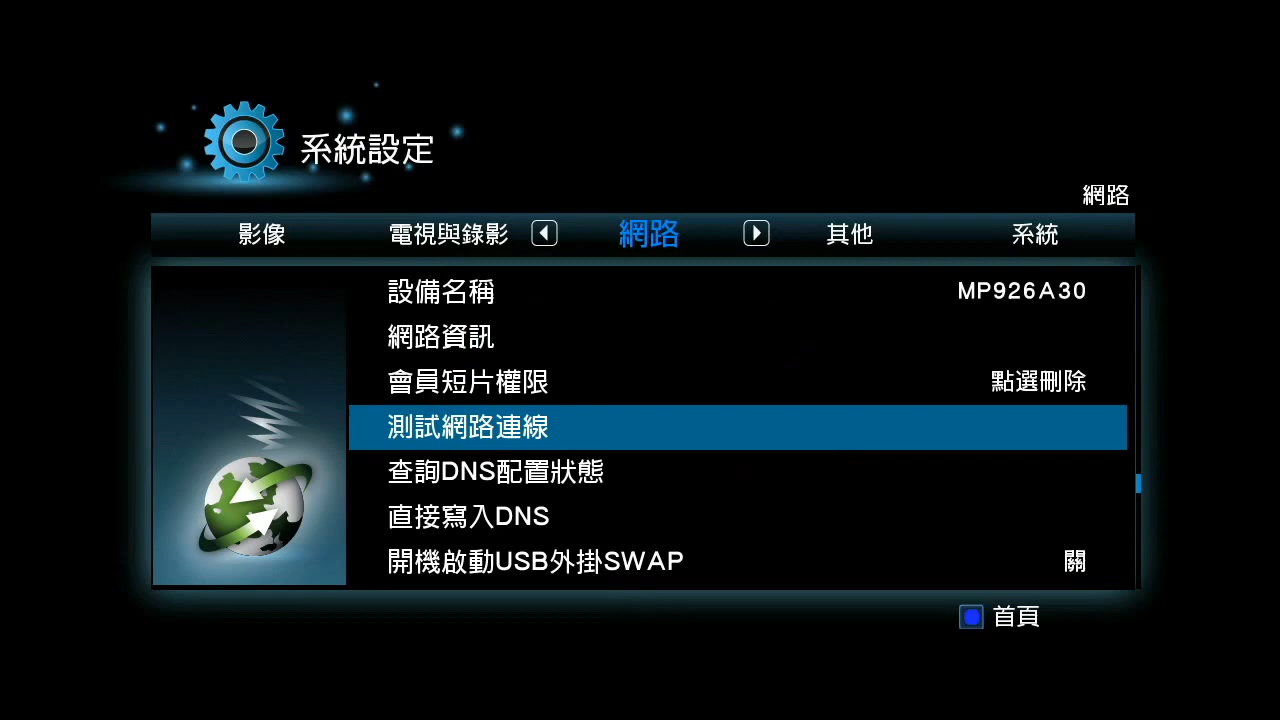 系統設定
網路
影像 電視與錄影 網路 其他 系統
設備名稱 MP926A30
網路資訊
會員短片權限 點選刪除
測試網路連線
查詢DNS配置狀態
直接寫入DNS
開機啟動USB外掛SWAP 關
首頁